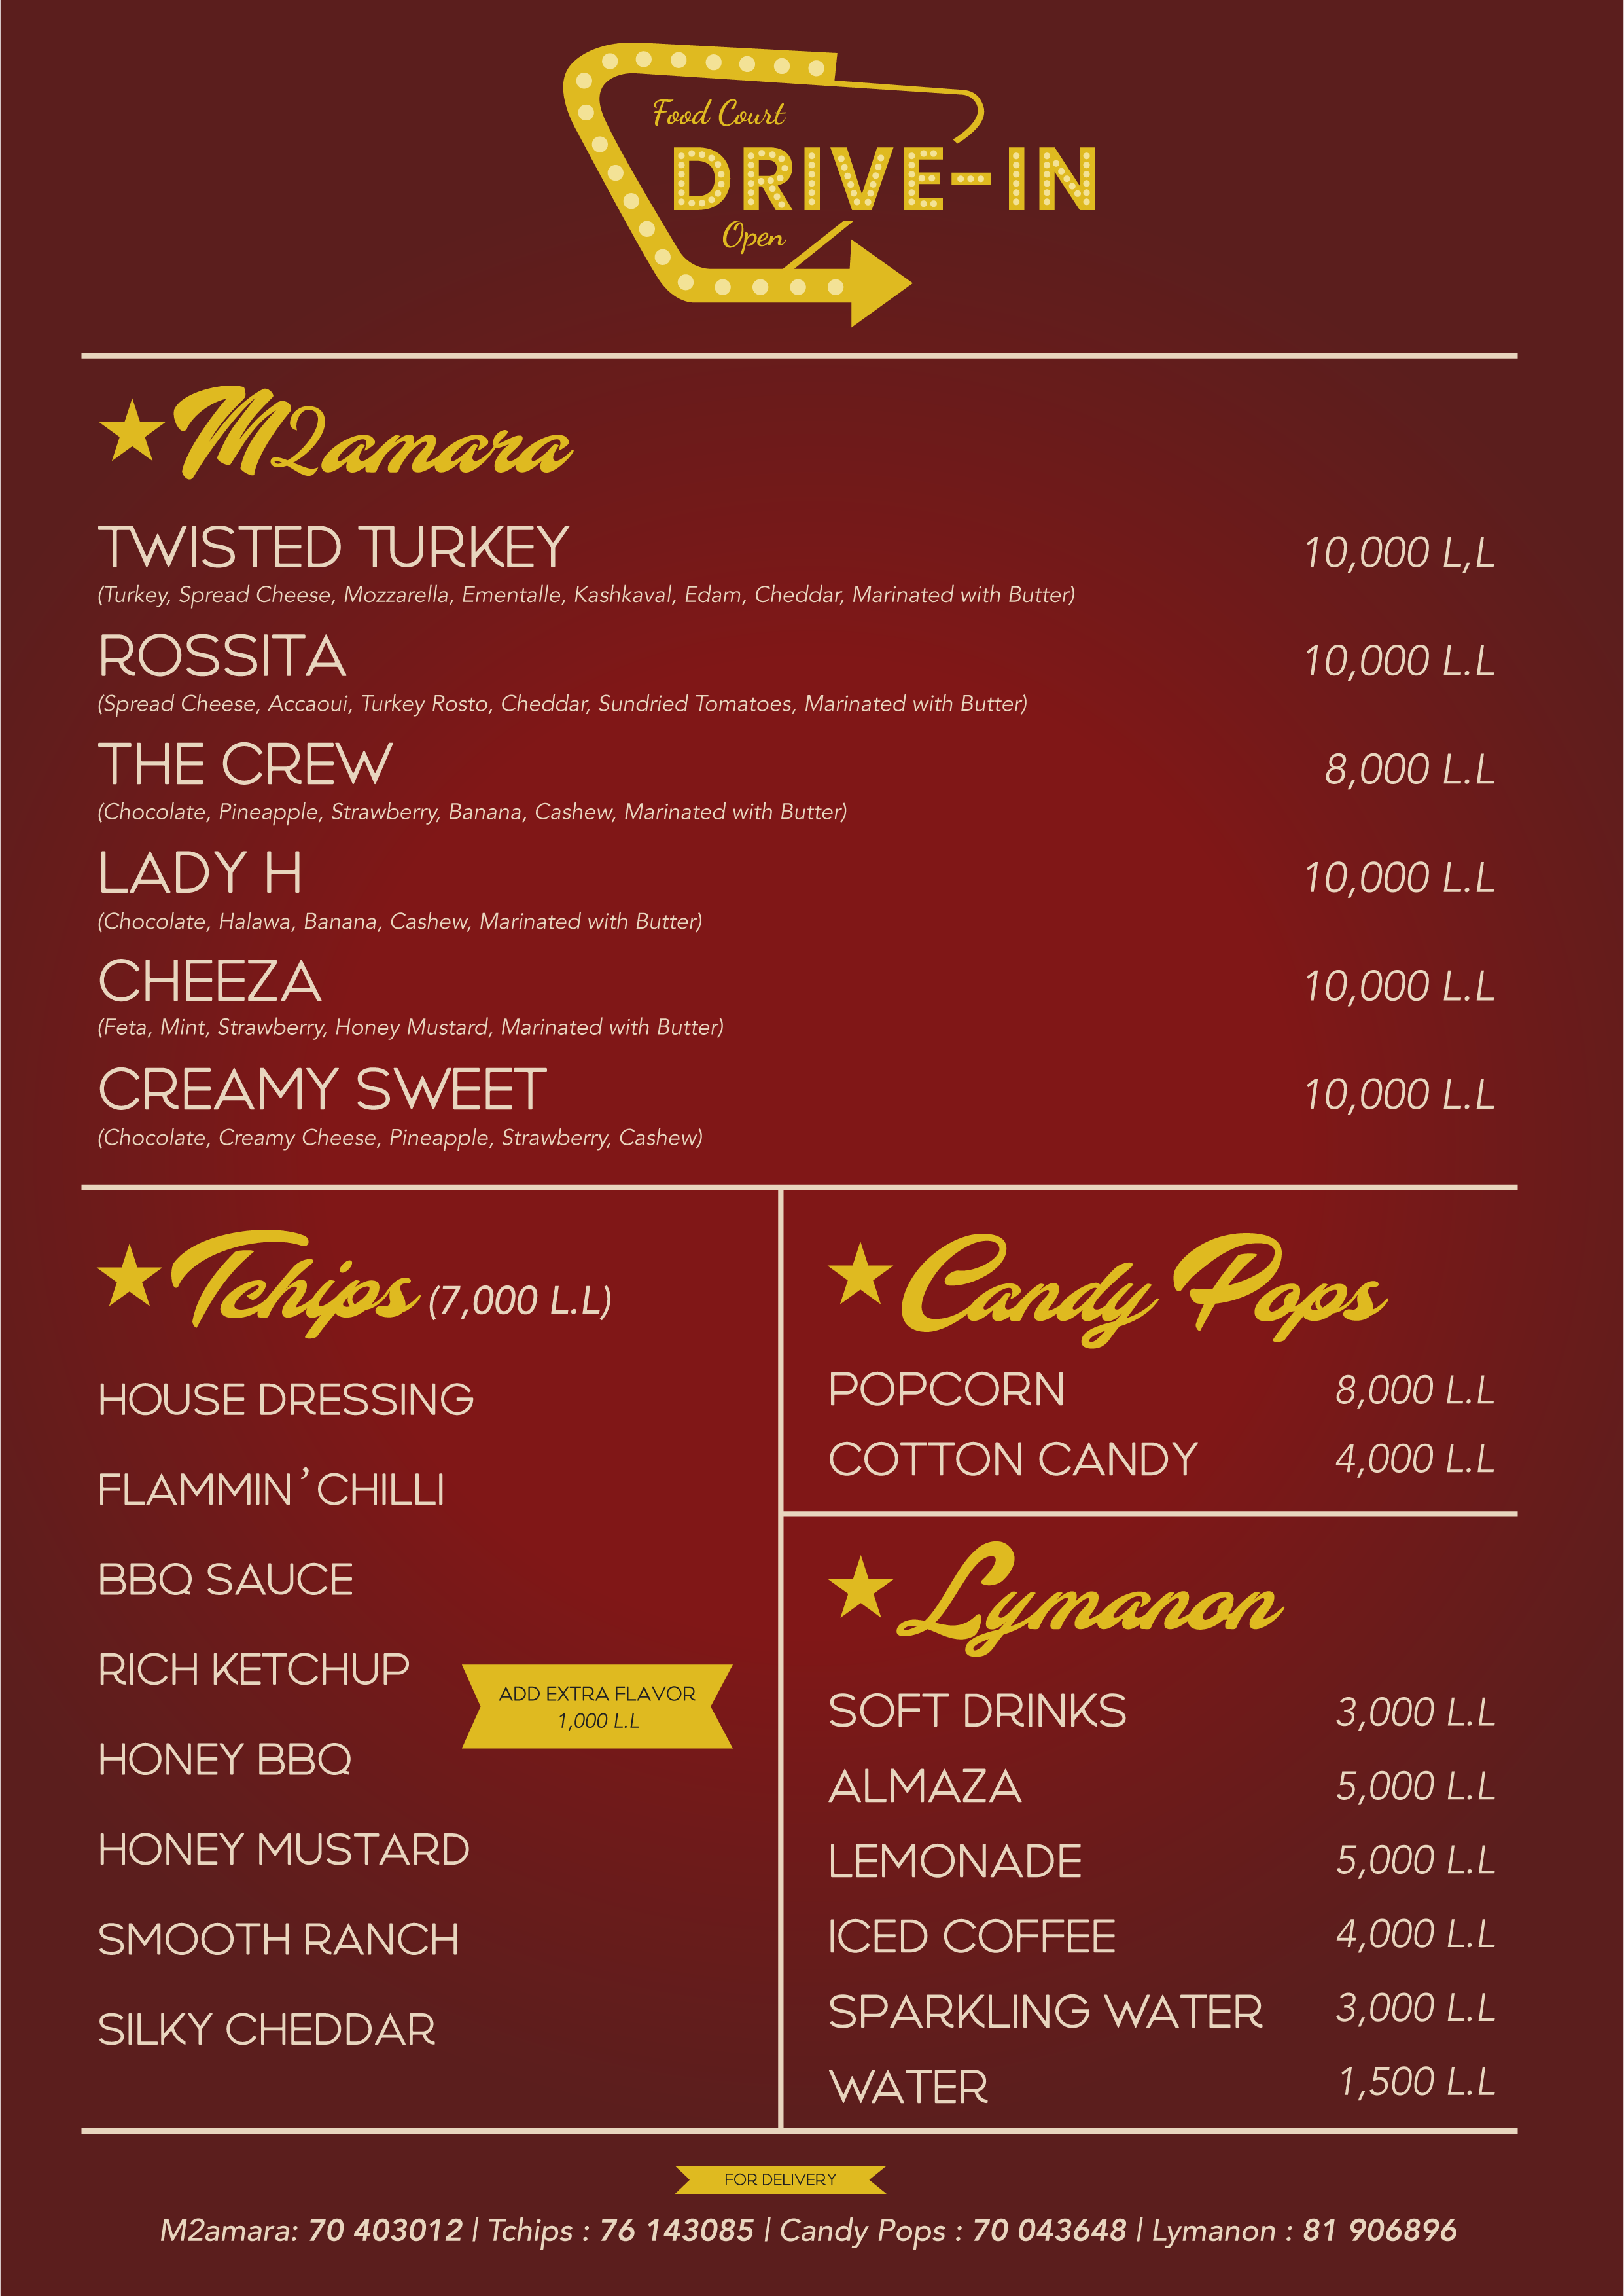 Food Court
DRIVE-IN
Open
M2amara
TWISTED TURKEY 10,000 L,L
(Turkey, Spread Cheese, Mozzarella, Ementalle, Kashkaval, Edam, Cheddar, Marinated with Butter)
ROSSITA 10,000 L.L
(Spread Cheese, Accaoui, Turkey Rosto, Cheddar, Sundried Tomatoes, Marinated with Butter)
THE CREW 8,000 L.L
(Chocolate, Pineapple, Strawberry, Banana, Cashew, Marinated with Butter)
LADY H 10,000 L.L
(Chocolate, Halawa, Banana, Cashew, Marinated with Butter)
CHEEZA 10,000 L.L
(Feta, Mint, Strawberry, Honey Mustard, Marinated with Butter)
CREAMY SWEET 10,000 L.L
(Chocolate, Creamy Cheese, Pineapple, Strawberry, Cashew)
Tchips (7,000 L.L)
HOUSE DRESSING
FLAMMIN' CHILLI
BBQ SAUCE
RICH KETCHUP
HONEY BBQ
HONEY MUSTARD
SMOOTH RANCH
SILKY CHEDDAR
ADD EXTRA FLAVOR
1,000 L.L
Candy Pops
POPCORN 8,000 L.L
COTTON CANDY 4,000 L.L
Lymanon
SOFT DRINKS 3,000 L.L
ALMAZA 5,000 L.L
LEMONADE 5,000 L.L
ICED COFFEE 4,000 L.L
SPARKLING WATER 3,000 L.L
WATER 1,500 L.L
FOR DELIVERY
M2amara: 70 403012 | Tchips : 76 143085 | Candy Pops : 70 043648 | Lymanon : 81 906896